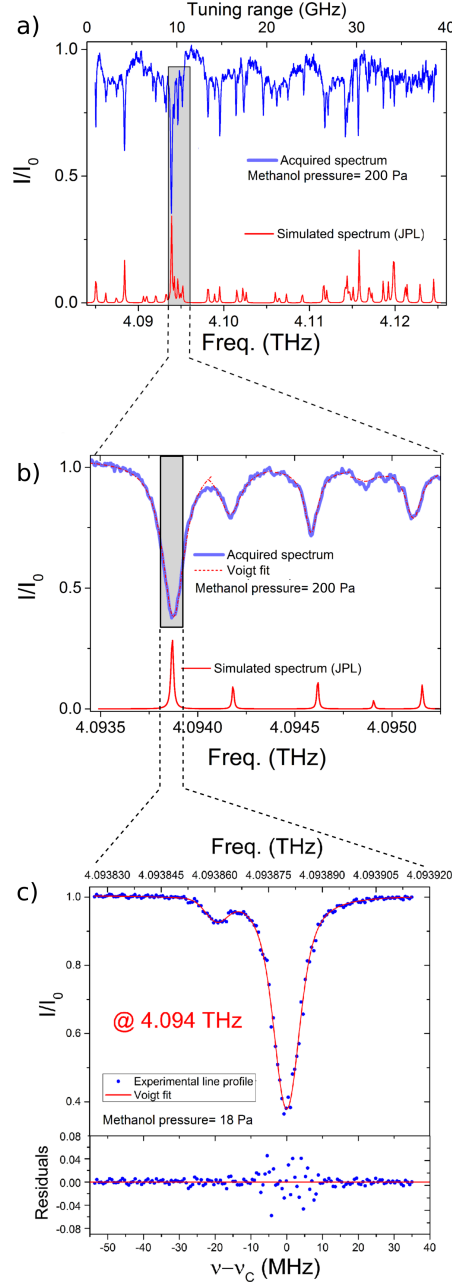 Tuning range (GHz)
a)
0 10 20 30 40
1.0
0.5
0.0
I/I0
Acquired spectrum
Methanol pressure= 200 Pa
Simulated spectrum (JPL)
4.09 4.10 4.11 4.12
Freq. (THz)
b)
1.0
0.5
0.0
I/I0
Acquired spectrum
Voigt fit
Methanol pressure= 200 Pa
Simulated spectrum (JPL)
4.0935 4.0940 4.0945 4.0950
Freq. (THz)
Freq. (THz)
4.093830 4.093845 4.093860 4.093875 4.093890 4.093905 4.093920
c)
1.0
0.8
0.6
0.4
I/I0
@ 4.094 THz
Experimental line profile
Voigt fit
Methanol pressure= 18 Pa
0.08
0.04
0.00
-0.04
-0.08
Residuals
-50 -40 -30 -20 -10 0 10 20 30 40
ν−νC (MHz)